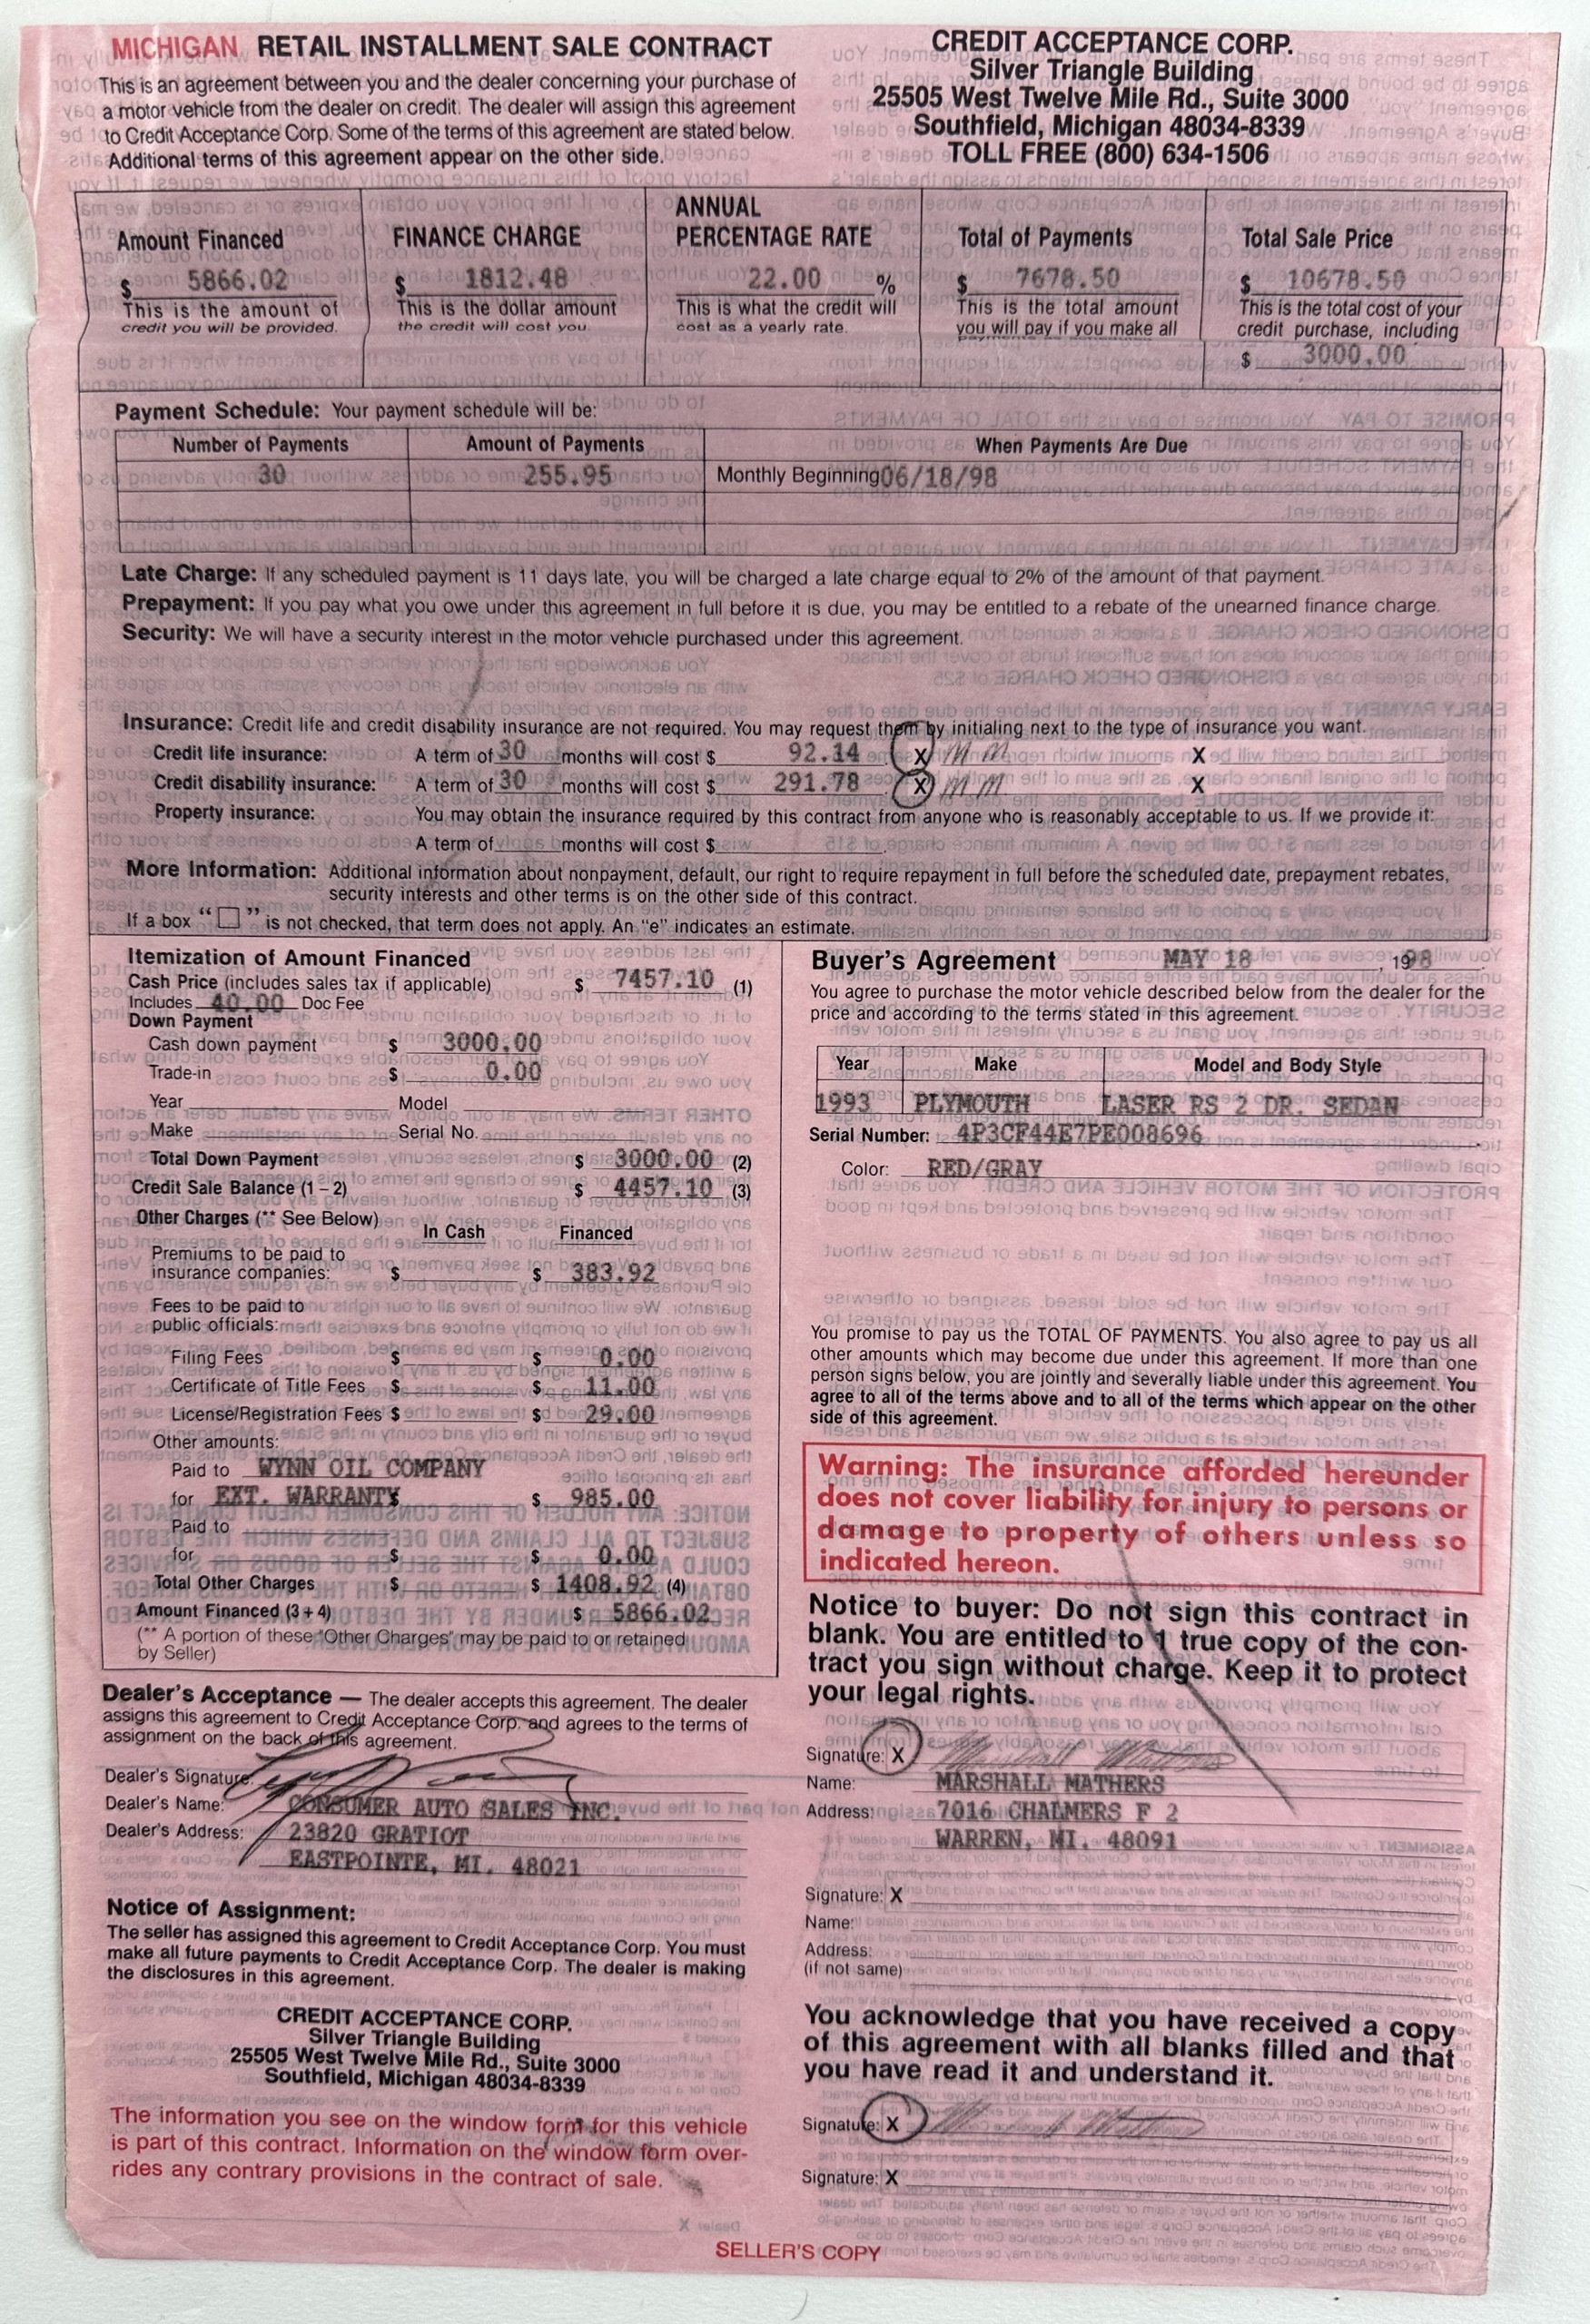 MICHIGAN RETAIL INSTALLMENT SALE CONTRACT
This is an agreement between you and the dealer concerning your purchase of
a motor vehicle from the dealer on credit. The dealer will assign this agreement
to Credit Acceptance Corp. Some of the terms of this agreement are stated below.
Additional terms of this agreement appear on the other side.
CREDIT ACCEPTANCE CORP.
Silver Triangle Building
25505 West Twelve Mile Rd., Suite 3000
Southfield, Michigan 48034-8339
TOLL FREE (800) 634-1506
Amount Financed
$ 5866.02
This is the amount of
credit you will be provided.
FINANCE CHARGE
$ 1812.48
This is the dollar amount
the credit will cost you.
ANNUAL
PERCENTAGE RATE
22.00 %
This is what the credit will
cost as a yearly rate.
Total of Payments
$ 7678.50
This is the total amount
you will pay if you make all
Total Sale Price
$ 10678.50
This is the total cost of your
credit purchase, including
$ 3000.00
Payment Schedule: Your payment schedule will be:
Number of Payments Amount of Payments When Payments Are Due
30 255.95 Monthly Beginning 06/18/98
Late Charge: If any scheduled payment is 11 days late, you will be charged a late charge equal to 2% of the amount of that payment.
Prepayment: If you pay what you owe under this agreement in full before it is due, you may be entitled to a rebate of the unearned finance charge.
Security: We will have a security interest in the motor vehicle purchased under this agreement.
Insurance: Credit life and credit disability insurance are not required. You may request them by initialing next to the type of insurance you want.
Credit life insurance: A term of 30 months will cost $ 92.14 X M M X
Credit disability insurance: A term of 30 months will cost $ 291.78 X M M X
Property insurance: You may obtain the insurance required by this contract from anyone who is reasonably acceptable to us. If we provide it:
A term of months will cost $
More Information: Additional information about nonpayment, default, our right to require repayment in full before the scheduled date, prepayment rebates,
security interests and other terms is on the other side of this contract.
If a box "☐" is not checked, that term does not apply. An "e" indicates an estimate.
Itemization of Amount Financed
Cash Price (includes sales tax if applicable) $ 7457.10 (1)
Includes 40.00 Doc Fee
Down Payment
Cash down payment $ 3000.00
Trade-in $ 0.00
Year Model
Make Serial No.
Total Down Payment $ 3000.00 (2)
Credit Sale Balance (1 – 2) $ 4457.10 (3)
Other Charges (** See Below)
In Cash Financed
Premiums to be paid to
insurance companies: $ $ 383.92
Fees to be paid to
public officials:
Filing Fees $ $ 0.00
Certificate of Title Fees $ $ 11.00
License/Registration Fees $ $ 29.00
Other amounts:
Paid to WYNN OIL COMPANY
for EXT. WARRANTY $ $ 985.00
Paid to
for $ $ 0.00
Total Other Charges $ $ 1408.92 (4)
Amount Financed (3 + 4) $ 5866.02
(** A portion of these "Other Charges" may be paid to or retained
by Seller)
Buyer's Agreement MAY 18, 1998
You agree to purchase the motor vehicle described below from the dealer for the
price and according to the terms stated in this agreement.
Year Make Model and Body Style
1993 PLYMOUTH LASER RS 2 DR. SEDAN
Serial Number: 4P3CF44E7PE008696
Color: RED/GRAY
You promise to pay us the TOTAL OF PAYMENTS. You also agree to pay us all
other amounts which may become due under this agreement. If more than one
person signs below, you are jointly and severally liable under this agreement. You
agree to all of the terms above and to all of the terms which appear on the other
side of this agreement.
Warning: The insurance afforded hereunder
does not cover liability for injury to persons or
damage to property of others unless so
indicated hereon.
Notice to buyer: Do not sign this contract in
blank. You are entitled to 1 true copy of the con-
tract you sign without charge. Keep it to protect
your legal rights.
Dealer's Acceptance — The dealer accepts this agreement. The dealer
assigns this agreement to Credit Acceptance Corp. and agrees to the terms of
assignment on the back of this agreement.
Dealer's Signature:
Dealer's Name: CONSUMER AUTO SALES INC.
Dealer's Address: 23820 GRATIOT
EASTPOINTE, MI. 48021
Signature: X Marshall Mathers
Name: MARSHALL MATHERS
Address: 7016 CHALMERS F 2
WARREN, MI. 48091
Signature: X
Name:
Address:
(if not same)
Notice of Assignment:
The seller has assigned this agreement to Credit Acceptance Corp. You must
make all future payments to Credit Acceptance Corp. The dealer is making
the disclosures in this agreement.
CREDIT ACCEPTANCE CORP.
Silver Triangle Building
25505 West Twelve Mile Rd., Suite 3000
Southfield, Michigan 48034-8339
The information you see on the window form for this vehicle
is part of this contract. Information on the window form over-
rides any contrary provisions in the contract of sale.
You acknowledge that you have received a copy
of this agreement with all blanks filled and that
you have read it and understand it.
Signature: X Marshall Mathers
Signature: X
SELLER'S COPY